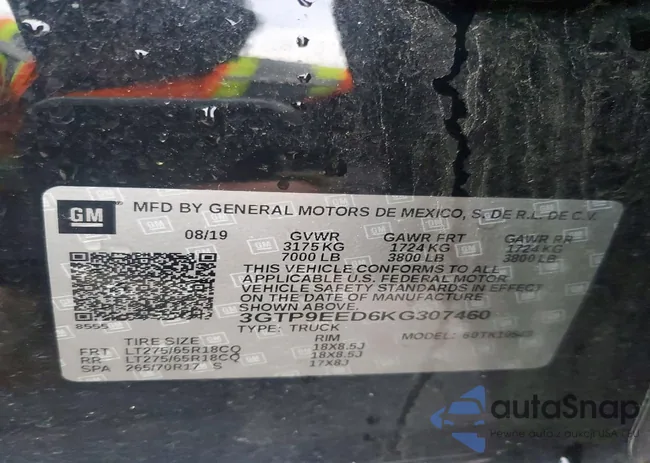 GM MFD BY GENERAL MOTORS DE MEXICO, S. DE R.L. DE C.V.
08/19 GVWR GAWR FRT GAWR RR
3175 KG 1724 KG 1724 KG
7000 LB 3800 LB 3800 LB
THIS VEHICLE CONFORMS TO ALL
APPLICABLE U.S. FEDERAL MOTOR
VEHICLE SAFETY STANDARDS IN EFFECT
ON THE DATE OF MANUFACTURE
SHOWN ABOVE.
3GTP9EED6KG307460
8555
TYPE: TRUCK MODEL:
TIRE SIZE RIM
FRT LT275/65R18CQ 18X8.5J
RR LT275/65R18CQ 18X8.5J
SPA 265/70R17 S 17X8J
autoSnap